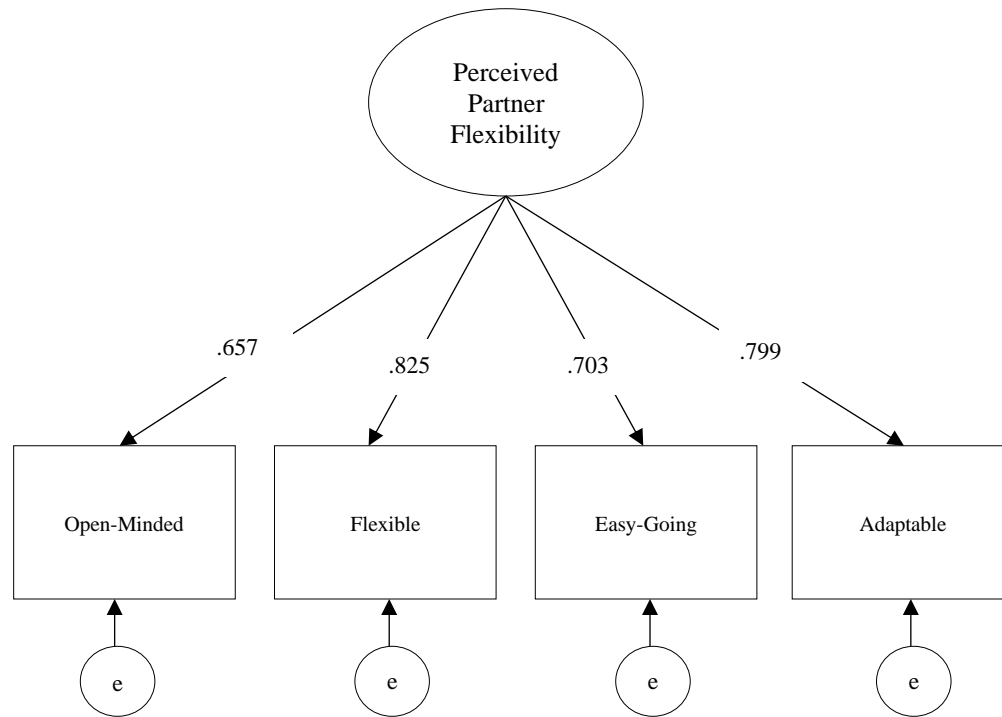 Perceived
Partner
Flexibility
.657
.825
.703
.799
Open-Minded
Flexible
Easy-Going
Adaptable
e
e
e
e